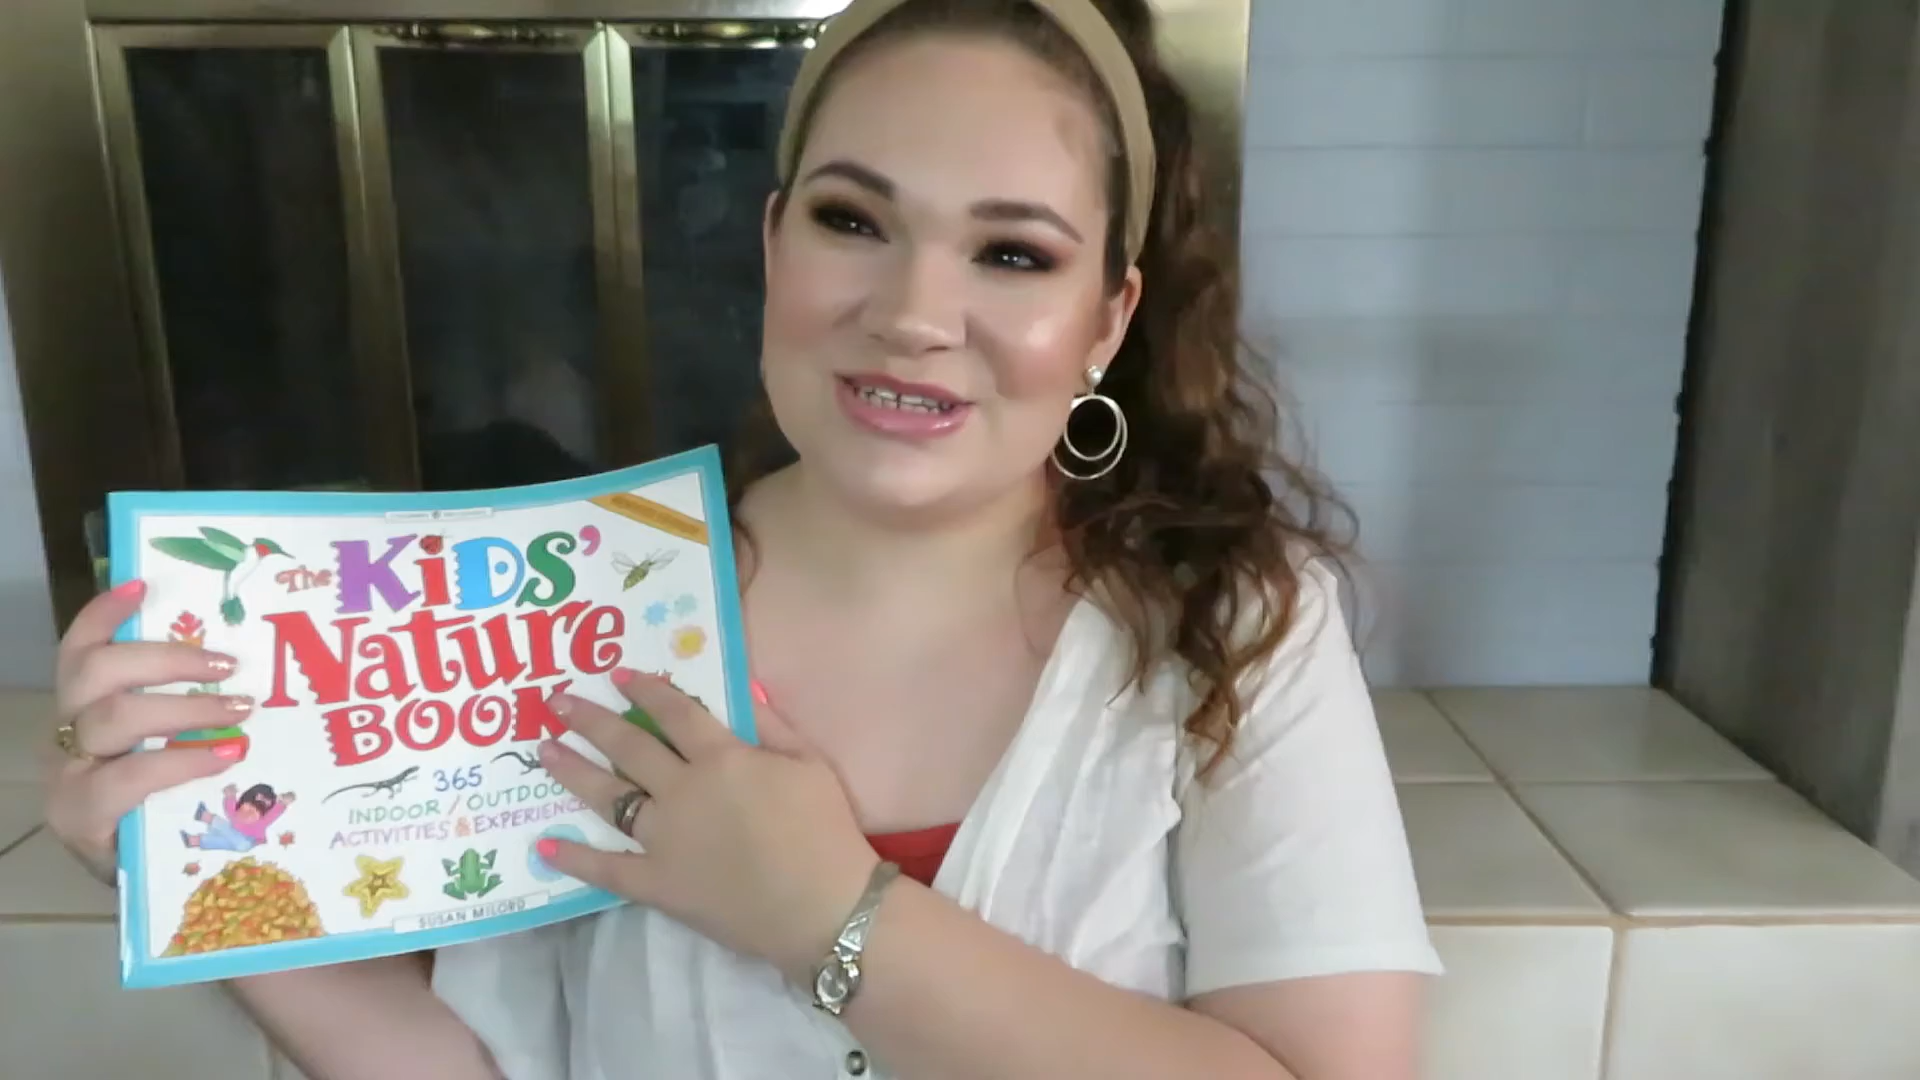 The KiDS'
Nature
BOOK
365
INDOOR / OUTDOO
ACTIVITIES & EXPERIENCE
SUSAN MILORD